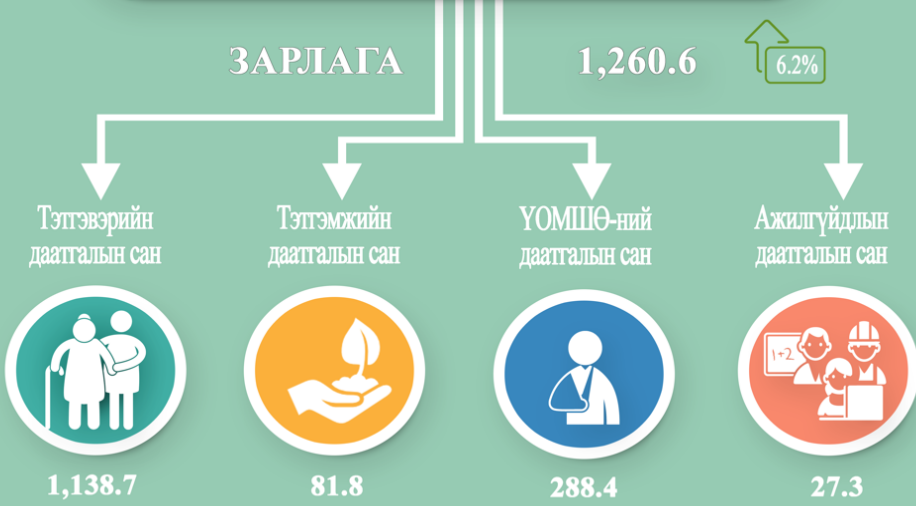 ЗАРЛАГА 1,260.6 6.2%
Тэтгэвэрийн
даатгалын сан
Тэтгэмжийн
даатгалын сан
ҮОМШӨ-ний
даатгалын сан
Ажилгүйдлын
даатгалын сан
1+2
1,138.7 81.8 288.4 27.3